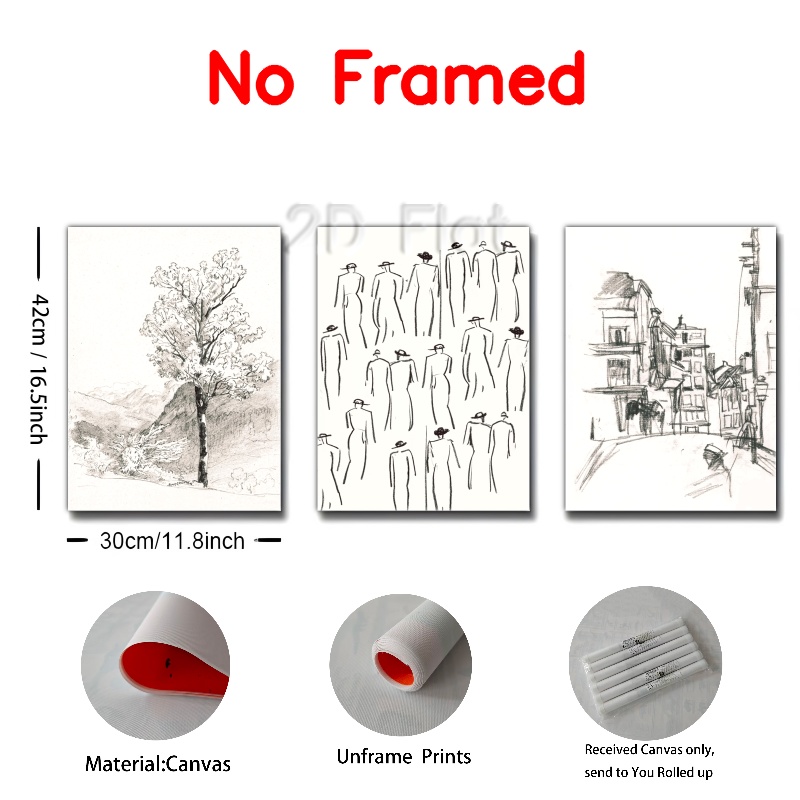 No Framed
2D Flat
42cm / 16.5inch
30cm/11.8inch
Material:Canvas
Unframe Prints
Received Canvas only,
send to You Rolled up